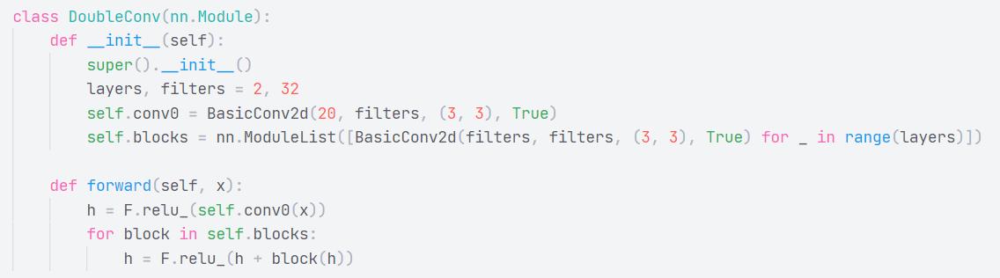 class DoubleConv(nn.Module):
    def __init__(self):
        super().__init__()
        layers, filters = 2, 32
        self.conv0 = BasicConv2d(20, filters, (3, 3), True)
        self.blocks = nn.ModuleList([BasicConv2d(filters, filters, (3, 3), True) for _ in range(layers)])

    def forward(self, x):
        h = F.relu_(self.conv0(x))
        for block in self.blocks:
            h = F.relu_(h + block(h))